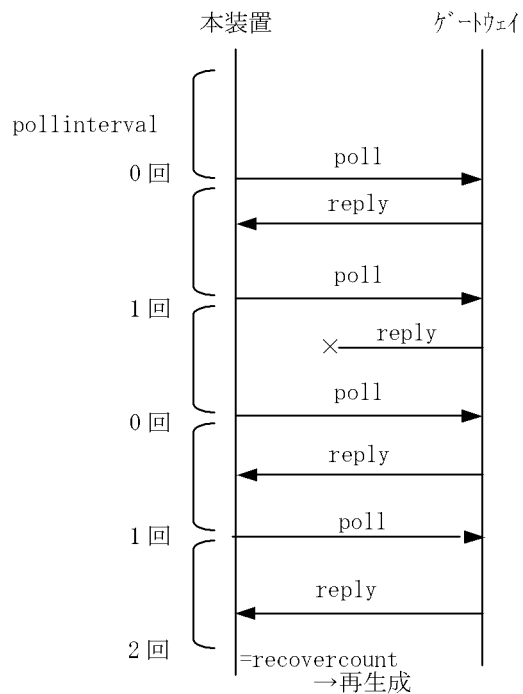 本装置 ｹﾞｰﾄｳｪｲ
pollinterval
poll
0回
reply
poll
1回
reply
poll
0回
reply
poll
1回
reply
2回
=recovercount
→再生成